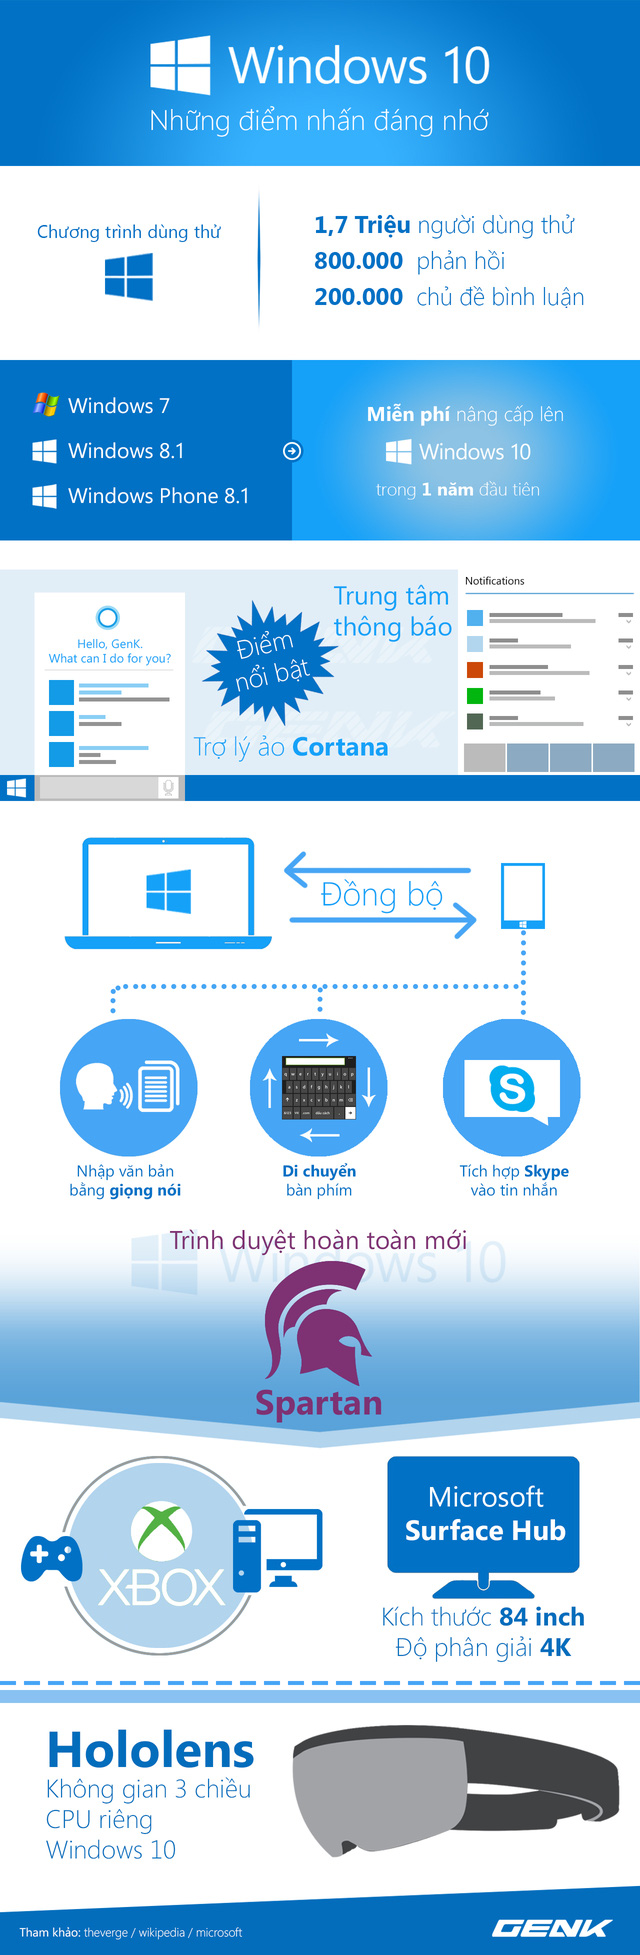 Windows 10
Những điểm nhấn đáng nhớ
Chương trình dùng thử
1,7 Triệu người dùng thử
800.000 phản hồi
200.000 chủ đề bình luận
Windows 7
Windows 8.1
Windows Phone 8.1
Miễn phí nâng cấp lên
Windows 10
trong 1 năm đầu tiên
Hello, GenK.
What can I do for you?
Điểm
nổi bật
Trung tâm
thông báo
Trợ lý ảo Cortana
Notifications
Đồng bộ
Nhập văn bản
bằng giọng nói
Di chuyển
bàn phím
S
Tích hợp Skype
vào tin nhắn
Trình duyệt hoàn toàn mới
Windows 10
Spartan
XBOX
Microsoft
Surface Hub
Kích thước 84 inch
Độ phân giải 4K
Hololens
Không gian 3 chiều
CPU riêng
Windows 10
Tham khảo: theverge / wikipedia / microsoft
GENK